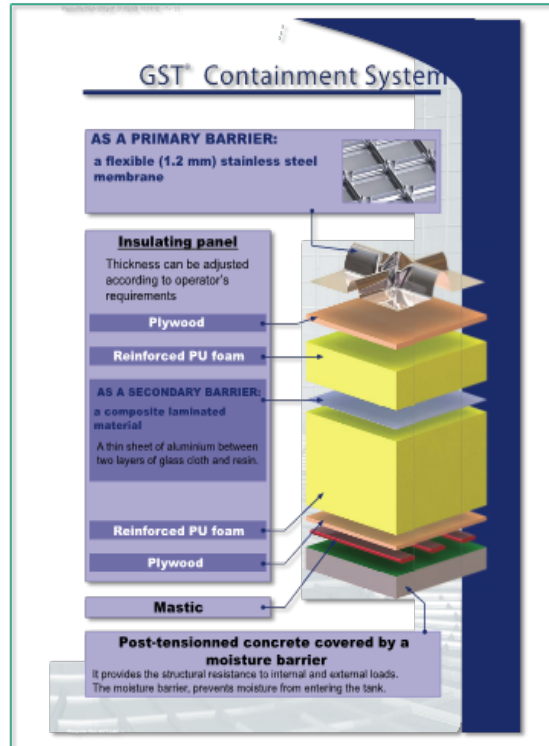 GST® Containment System
AS A PRIMARY BARRIER:
a flexible (1.2 mm) stainless steel
membrane
Insulating panel
Thickness can be adjusted
according to operator's
requirements
Plywood
Reinforced PU foam
AS A SECONDARY BARRIER:
a composite laminated
material
A thin sheet of aluminium between
two layers of glass cloth and resin.
Reinforced PU foam
Plywood
Mastic
Post-tensionned concrete covered by a
moisture barrier
It provides the structural resistance to internal and external loads.
The moisture barrier, prevents moisture from entering the tank.